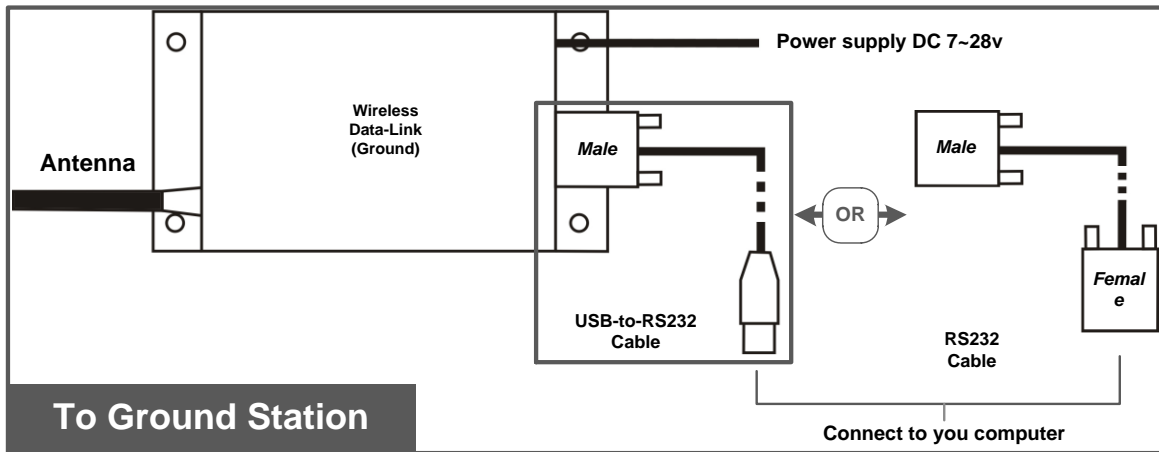 Power supply DC 7~28v
Wireless
Data-Link
(Ground)
Antenna
Male
Male
OR
Femal
e
USB-to-RS232
Cable
RS232
Cable
To Ground Station
Connect to you computer